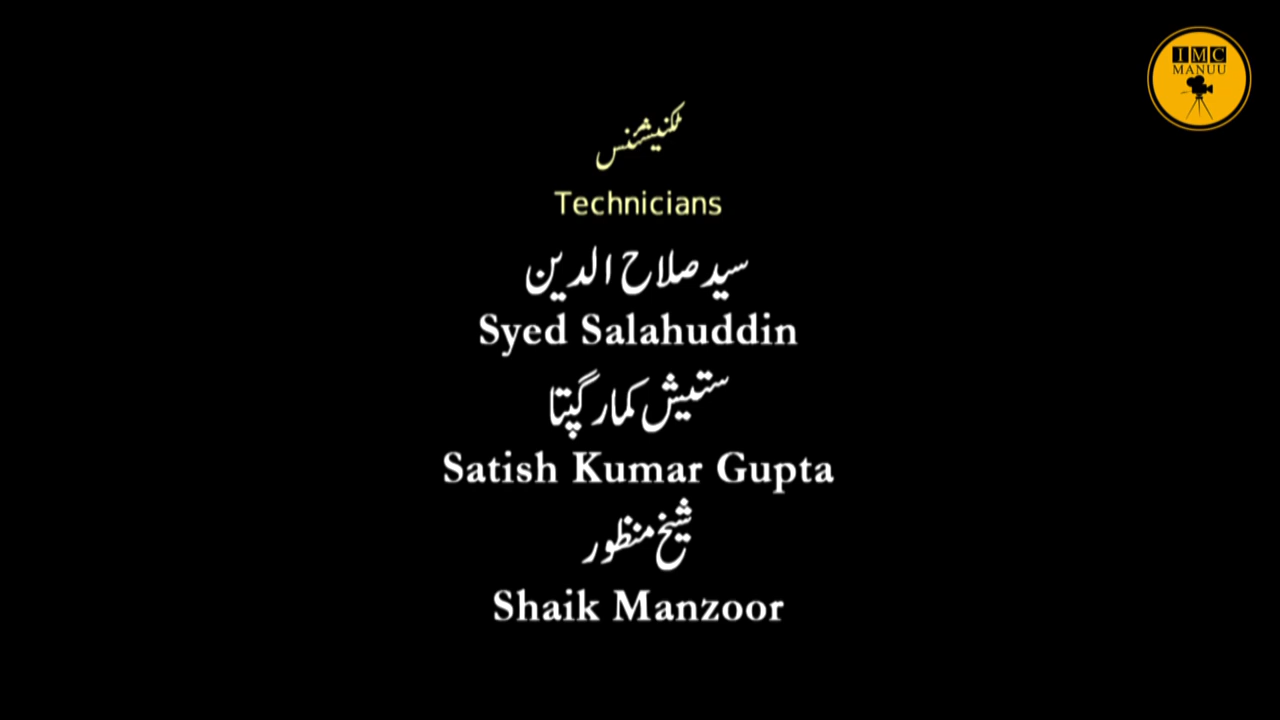 IMC
MANUU
ٹکنیشنس
Technicians
سید صلاح الدین
Syed Salahuddin
ستیش کمار گپتا
Satish Kumar Gupta
شیخ منظور
Shaik Manzoor